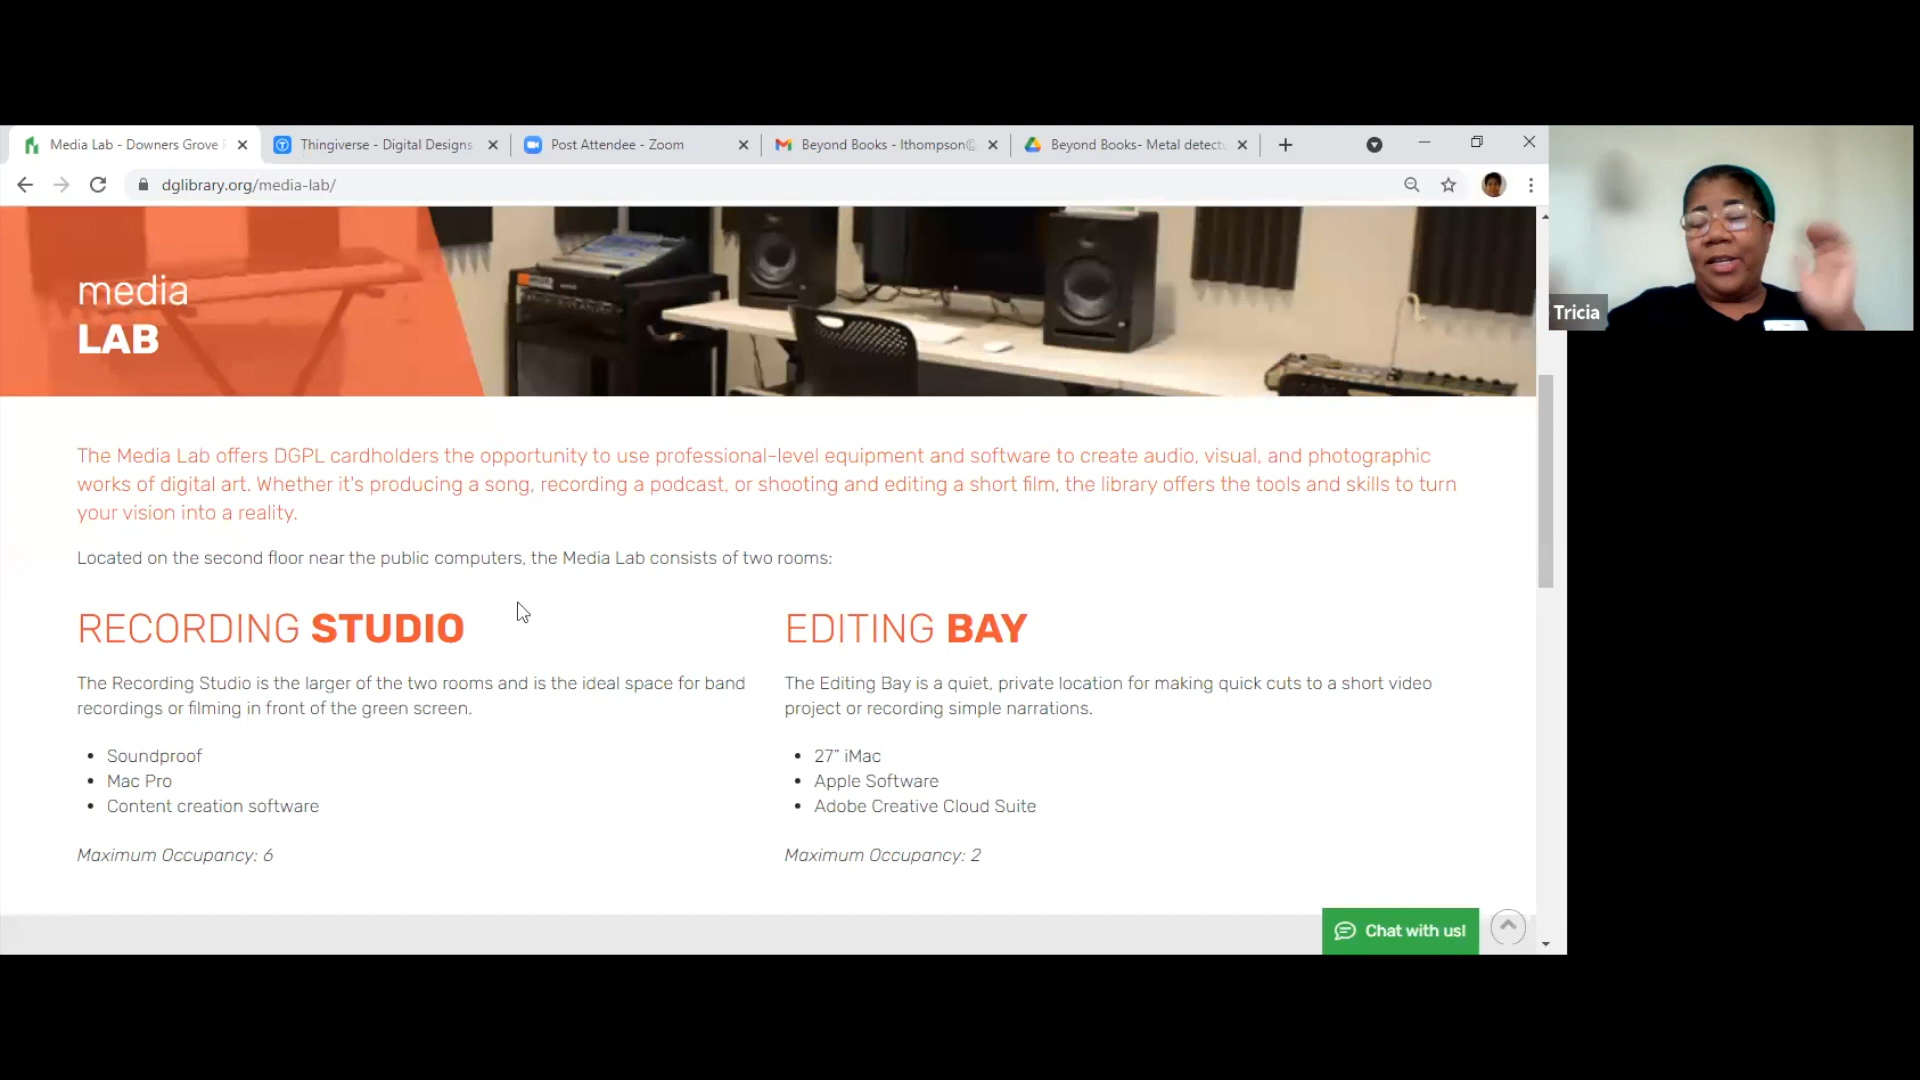 Media Lab - Downers Grove
Thingiverse - Digital Designs
Post Attendee - Zoom
Beyond Books - lthompson@
Beyond Books- Metal detect
dglibrary.org/media-lab/
media
LAB
Tricia
The Media Lab offers DGPL cardholders the opportunity to use professional-level equipment and software to create audio, visual, and photographic
works of digital art. Whether it's producing a song, recording a podcast, or shooting and editing a short film, the library offers the tools and skills to turn
your vision into a reality.
Located on the second floor near the public computers, the Media Lab consists of two rooms:
RECORDING STUDIO
The Recording Studio is the larger of the two rooms and is the ideal space for band
recordings or filming in front of the green screen.
• Soundproof
• Mac Pro
• Content creation software
Maximum Occupancy: 6
EDITING BAY
The Editing Bay is a quiet, private location for making quick cuts to a short video
project or recording simple narrations.
• 27” iMac
• Apple Software
• Adobe Creative Cloud Suite
Maximum Occupancy: 2
Chat with us!